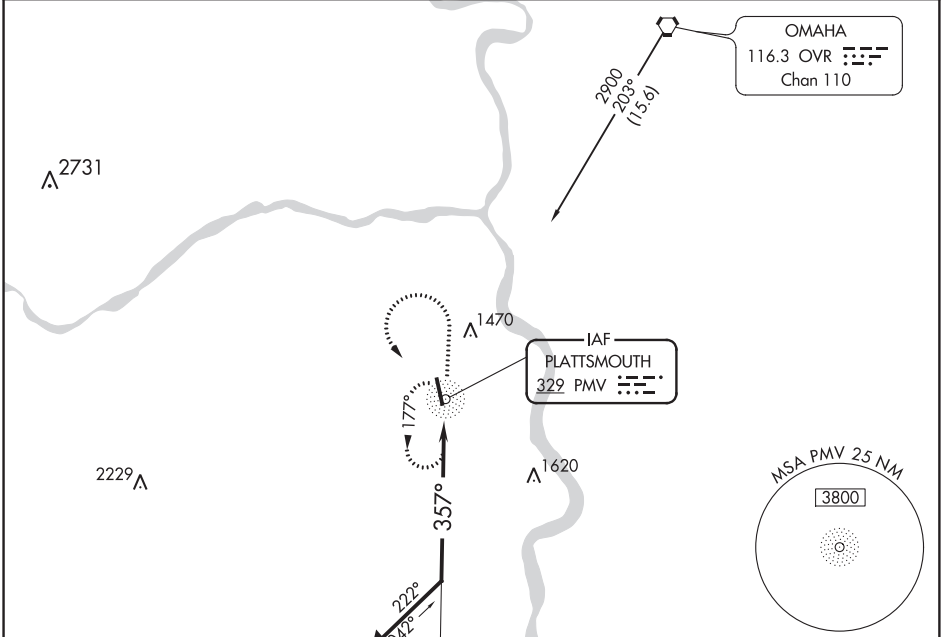 OMAHA
116.3 OVR
Chan 110
2900
203°
(15.6)
2731
1470
IAF
PLATTSMOUTH
329 PMV
177°
2229
1620
MSA PMV 25 NM
3800
357°
222°
042°